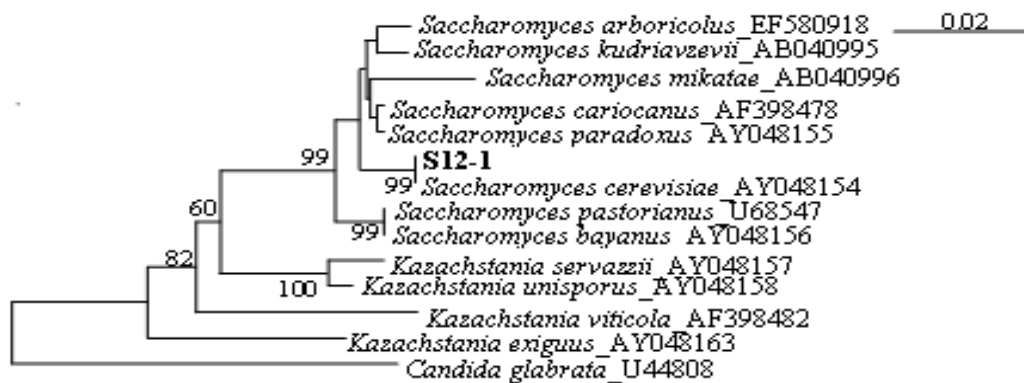 Saccharomyces arboricolus_EF580918
0.02
Saccharomyces kudriavzevii_AB040995
Saccharomyces mikatae_AB040996
Saccharomyces cariocanus_AF398478
Saccharomyces paradoxus_AY048155
99
S12-1
99
Saccharomyces cerevisiae_AY048154
60
Saccharomyces pastorianus_U68547
99
Saccharomyces bayanus_AY048156
82
Kazachstania servazzii_AY048157
100
Kazachstania unisporus_AY048158
Kazachstania viticola_AF398482
Kazachstania exiguus_AY048163
Candida glabrata_U44808